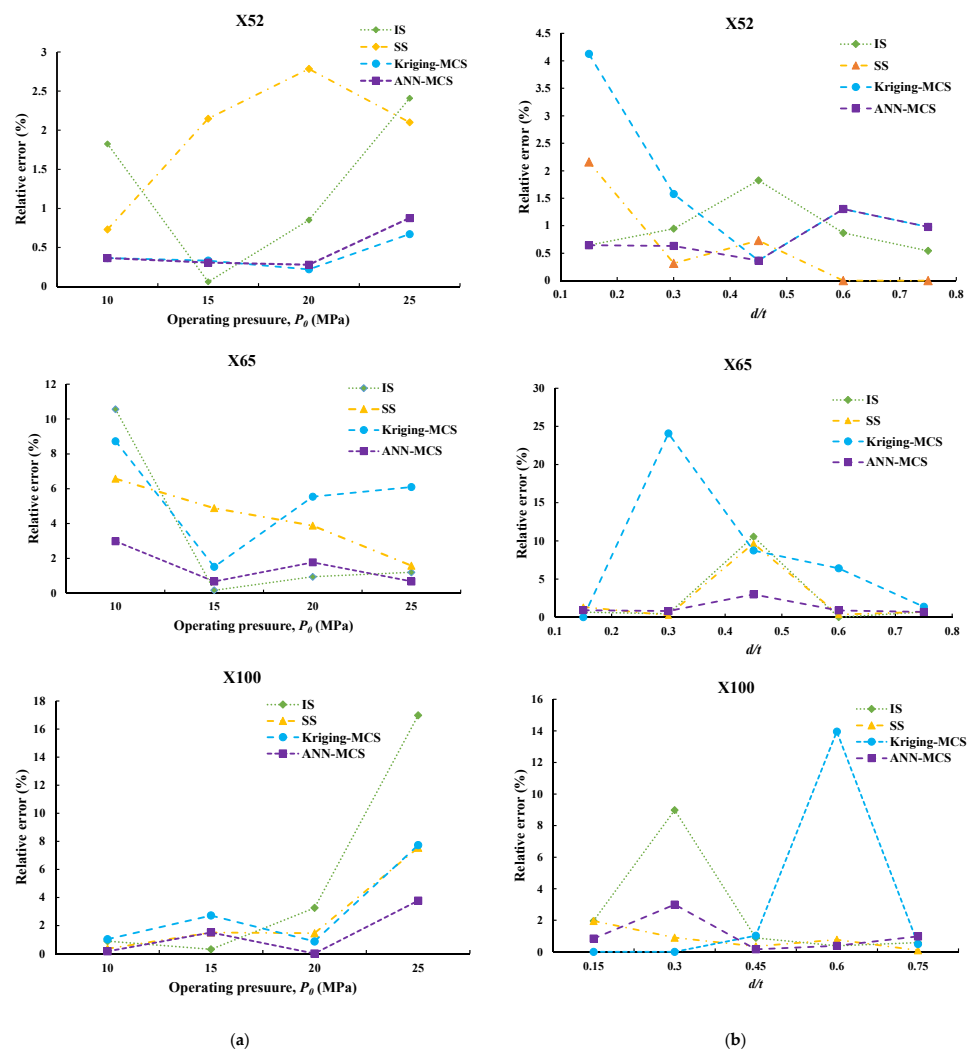 X52
IS
SS
Kriging-MCS
ANN-MCS
3
2.5
2
1.5
1
0.5
0
Relative error (%)
10 15 20 25
Operating presuure, P0 (MPa)
X52
IS
SS
Kriging-MCS
ANN-MCS
4.5
4
3.5
3
2.5
2
1.5
1
0.5
0
Relative error (%)
0.1 0.2 0.3 0.4 0.5 0.6 0.7 0.8
d/t
X65
IS
SS
Kriging-MCS
ANN-MCS
12
10
8
6
4
2
0
Relative error (%)
10 15 20 25
Operating presuure, P0 (MPa)
X65
IS
SS
Kriging-MCS
ANN-MCS
30
25
20
15
10
5
0
Relative error (%)
0.1 0.2 0.3 0.4 0.5 0.6 0.7 0.8
d/t
X100
IS
SS
Kriging-MCS
ANN-MCS
18
16
14
12
10
8
6
4
2
0
Relative error (%)
10 15 20 25
Operating presuure, P0 (MPa)
X100
IS
SS
Kriging-MCS
ANN-MCS
16
14
12
10
8
6
4
2
0
Relative error (%)
0.15 0.3 0.45 0.6 0.75
d/t
(a) (b)